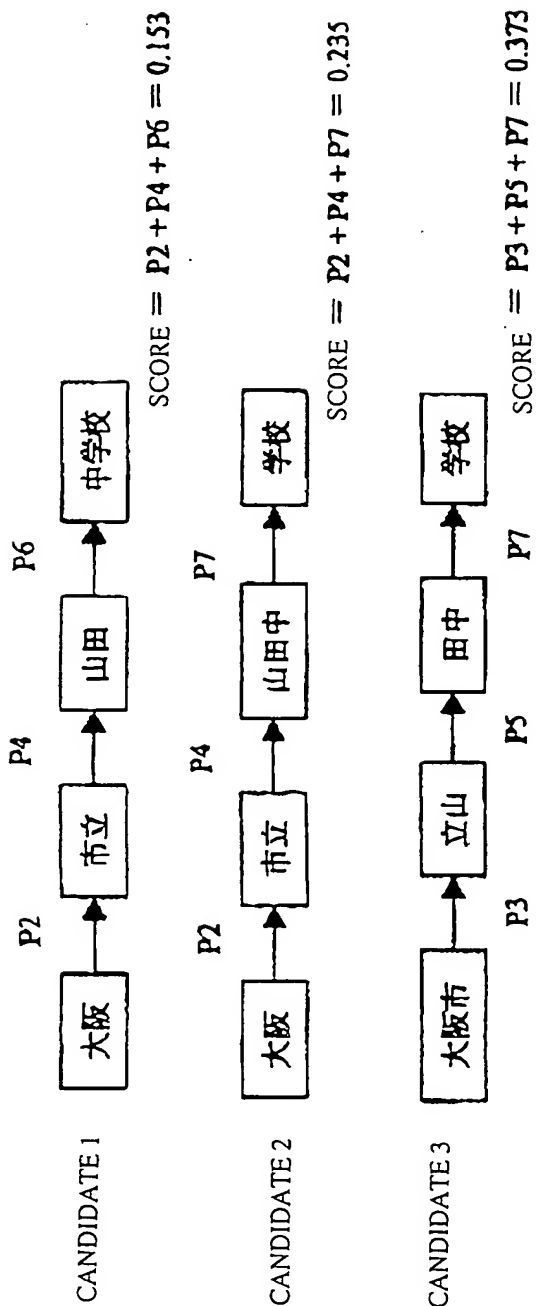 P2 P4 P6
CANDIDATE 1 大阪 市立 山田 中学校
SCORE = P2 + P4 + P6 = 0.153
P2 P4 P7
CANDIDATE 2 大阪 市立 山田中 学校
SCORE = P2 + P4 + P7 = 0.235
CANDIDATE 3 大阪市 立山 田中 学校
P3 P5 P7
SCORE = P3 + P5 + P7 = 0.373